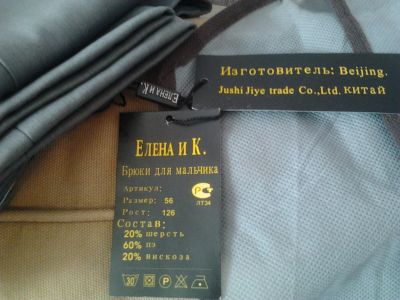 Изготовитель: Beijing.
Jushi Jiye trade Co.,Ltd. КИТАЙ
ЕЛЕНА И К.
ЕЛЕНА И К.
Брюки для мальчика
Артикул:
Размер: 56
Рост: 126
ЛТ34
Состав:
20% шерсть
60% пэ
20% вискоза
30